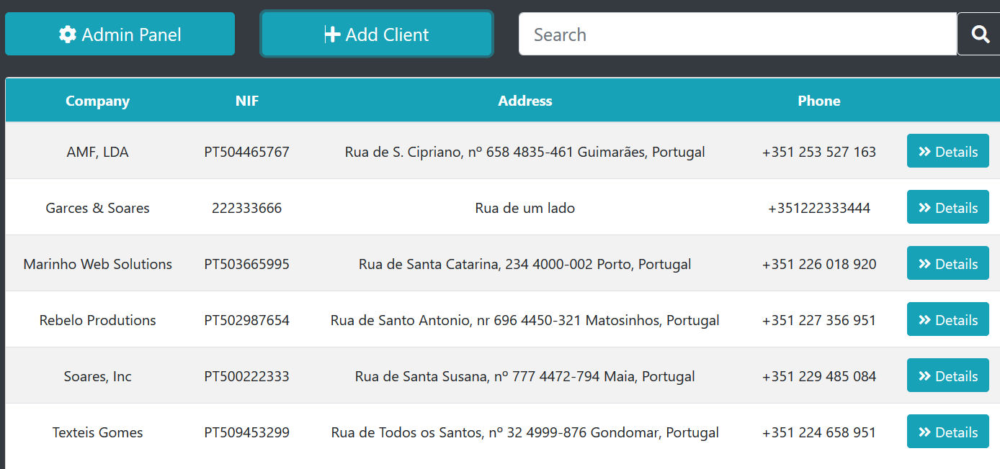 Admin Panel Add Client Search
Company NIF Address Phone
AMF, LDA PT504465767 Rua de S. Cipriano, nº 658 4835-461 Guimarães, Portugal +351 253 527 163 Details
Garces & Soares 222333666 Rua de um lado +351222333444 Details
Marinho Web Solutions PT503665995 Rua de Santa Catarina, 234 4000-002 Porto, Portugal +351 226 018 920 Details
Rebelo Produtions PT502987654 Rua de Santo Antonio, nr 696 4450-321 Matosinhos, Portugal +351 227 356 951 Details
Soares, Inc PT500222333 Rua de Santa Susana, nº 777 4472-794 Maia, Portugal +351 229 485 084 Details
Texteis Gomes PT509453299 Rua de Todos os Santos, nº 32 4999-876 Gondomar, Portugal +351 224 658 951 Details